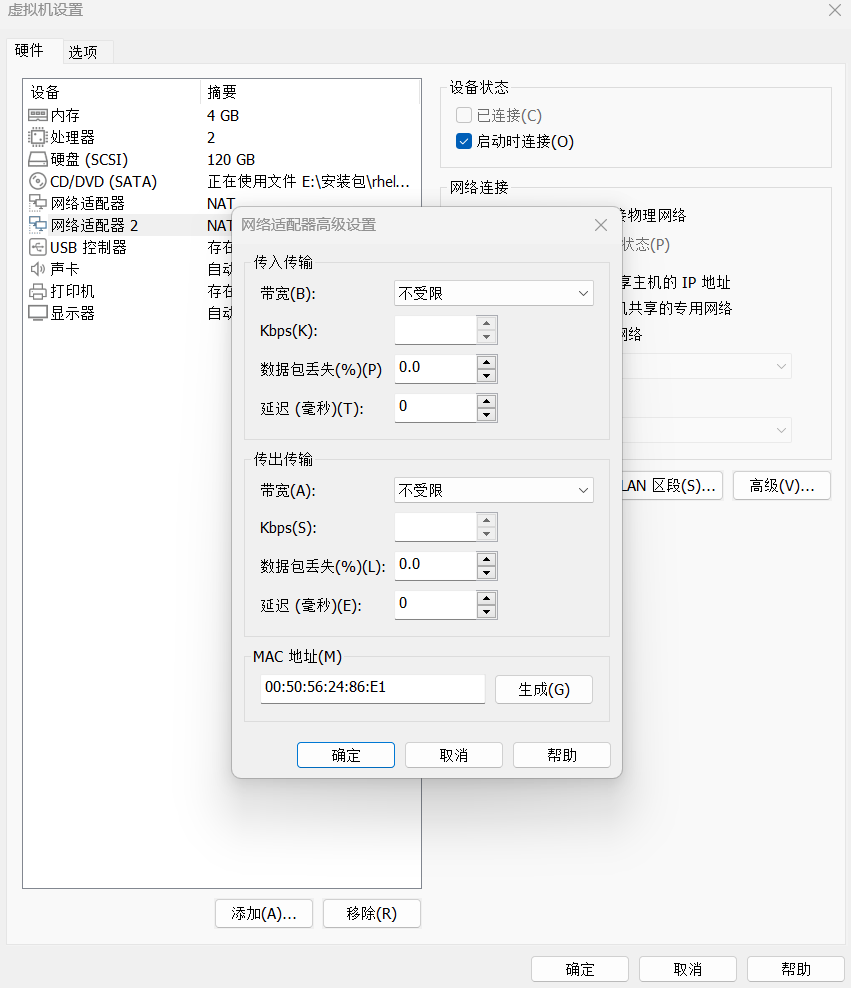 虚拟机设置
硬件 选项
设备 摘要
内存 4 GB
处理器 2
硬盘 (SCSI) 120 GB
CD/DVD (SATA) 正在使用文件 E:\安装包\rhel...
网络适配器 NAT
网络适配器 2 NAT
USB 控制器 存在
声卡 自动
打印机 存在
显示器 自动
添加(A)... 移除(R)
设备状态
已连接(C)
启动时连接(O)
网络连接
接物理网络
状态(P)
享主机的 IP 地址
机共享的专用网络
网络
LAN 区段(S)... 高级(V)...
网络适配器高级设置
传入传输
带宽(B): 不受限
Kbps(K):
数据包丢失(%)(P) 0.0
延迟 (毫秒)(T): 0
传出传输
带宽(A): 不受限
Kbps(S):
数据包丢失(%)(L): 0.0
延迟 (毫秒)(E): 0
MAC 地址(M)
00:50:56:24:86:E1 生成(G)
确定 取消 帮助
确定 取消 帮助